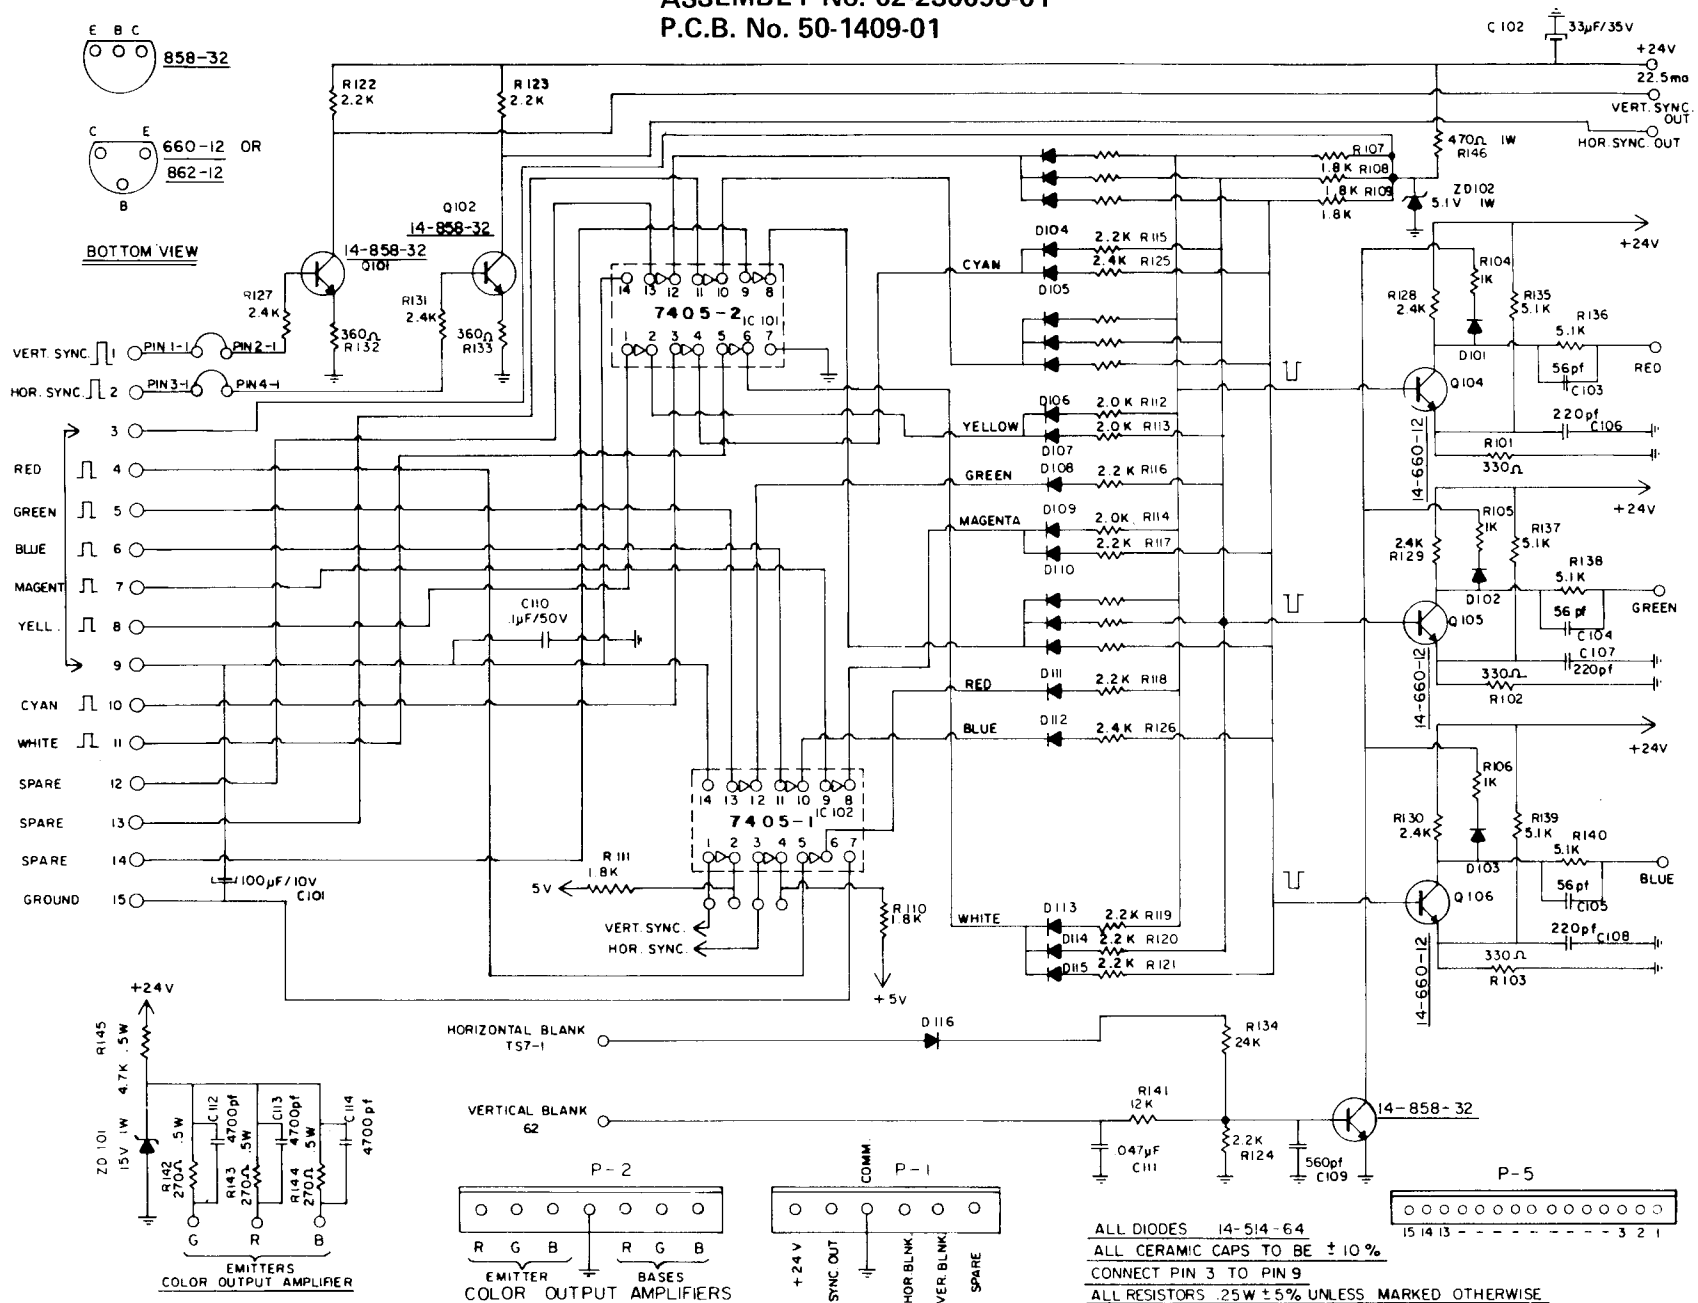 ASSEMBLY No. 62-230098-01
P.C.B. No. 50-1409-01
E B C
858-32
C E
660-12 OR
862-12
B
BOTTOM VIEW
R122
2.2K
R123
2.2K
C102
33µF/35V
+24V
22.5ma
VERT. SYNC.
OUT
HOR. SYNC. OUT
470Ω 1W
R146
R107
1.8K R108
1.8K R109
1.8K
ZD102
5.1V 1W
Q102
14-858-32
14-858-32
Q101
R127
2.4K
R131
2.4K
360Ω
R132
360Ω
R133
14 13 12 11 10 9 8
7405-2 IC 101
1 2 3 4 5 6 7
VERT. SYNC. 1 PIN 1-1 PIN 2-1
HOR. SYNC. 2 PIN3-1 PIN4-1
3
RED 4
GREEN 5
BLUE 6
MAGENT 7
YELL. 8
9
CYAN 10
WHITE 11
SPARE 12
SPARE 13
SPARE 14
GROUND 15
100µF/10V
C101
C110
.1µF/50V
CYAN
D104
2.2K R115
2.4K R125
D105
YELLOW
D106
2.0K R112
2.0K R113
D107
GREEN
D108
2.2K R116
MAGENTA
D109
2.0K R114
2.2K R117
D110
RED
D111
2.2K R118
BLUE
D112
2.4K R126
WHITE
D113
2.2K R119
D114 2.2K R120
D115 2.2K R121
14 13 12 11 10 9 8
7405-1 IC 102
1 2 3 4 5 6 7
R111
1.8K
5V
VERT. SYNC.
HOR. SYNC.
R110
1.8K
+5V
+24V
R104
1K
R128
2.4K
R135
5.1K
R136
5.1K
D101
RED
56pf
C103
Q104
220pf
C106
R101
330Ω
14-660-12
+24V
R105
1K
2.4K
R129
R137
5.1K
R138
5.1K
D102
GREEN
56pf
C104
Q105
C107
220pf
330Ω
R102
14-660-12
+24V
R106
1K
R130
2.4K
R139
5.1K
R140
5.1K
D103
BLUE
56pf
C105
Q106
220pf
C108
330Ω
R103
14-660-12
+24V
R145
4.7K .5W
ZD101
15V 1W
R142
270Ω .5W
C112
4700pf
R143
270Ω .5W
C113
4700pf
R144
270Ω .5W
C114
4700pf
G R B
EMITTERS
COLOR OUTPUT AMPLIFIER
HORIZONTAL BLANK
TS7-1
D116
R134
24K
VERTICAL BLANK
62
R141
12K
.047µF
C111
2.2K
R124
560pf
C109
14-858-32
P-2
R G B R G B
EMITTER BASES
COLOR OUTPUT AMPLIFIERS
P-1
COMM.
+24V
SYNC OUT
HOR.BLNK.
VER. BLNK.
SPARE
P-5
15 14 13 - - - - - - - - - 3 2 1
ALL DIODES 14-514-64
ALL CERAMIC CAPS TO BE ±10%
CONNECT PIN 3 TO PIN 9
ALL RESISTORS .25W ±5% UNLESS MARKED OTHERWISE